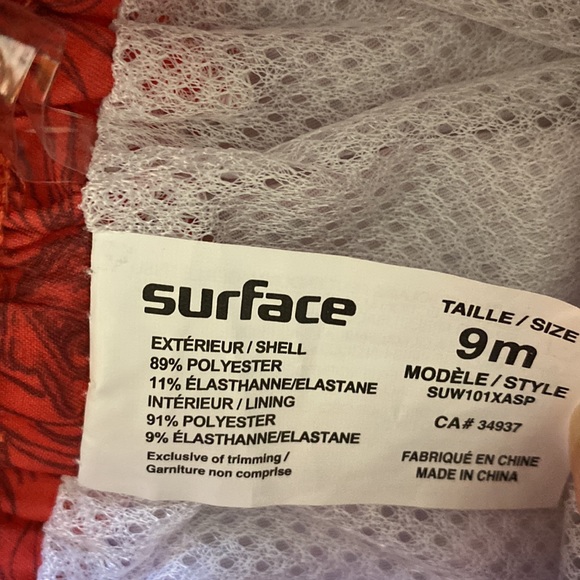 surface
EXTÉRIEUR / SHELL
89% POLYESTER
11% ÉLASTHANNE/ELASTANE
INTÉRIEUR / LINING
91% POLYESTER
9% ÉLASTHANNE/ELASTANE
Exclusive of trimming /
Garniture non comprise
TAILLE / SIZE
9m
MODÈLE / STYLE
SUW101XASP
CA# 34937
FABRIQUÉ EN CHINE
MADE IN CHINA